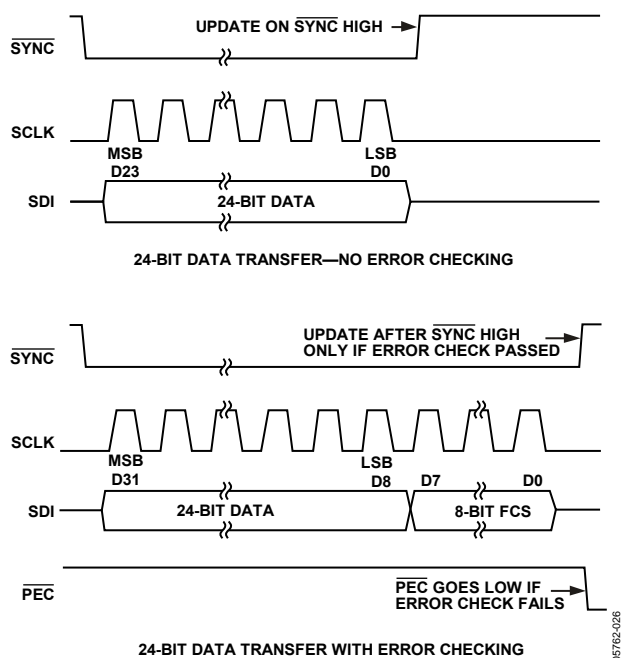 UPDATE ON SYNC HIGH
SYNC
SCLK
MSB
D23
LSB
D0
SDI
24-BIT DATA
24-BIT DATA TRANSFER—NO ERROR CHECKING
UPDATE AFTER SYNC HIGH
ONLY IF ERROR CHECK PASSED
SYNC
SCLK
MSB
D31
LSB
D8
D7
D0
SDI
24-BIT DATA
8-BIT FCS
PEC
PEC GOES LOW IF
ERROR CHECK FAILS
24-BIT DATA TRANSFER WITH ERROR CHECKING